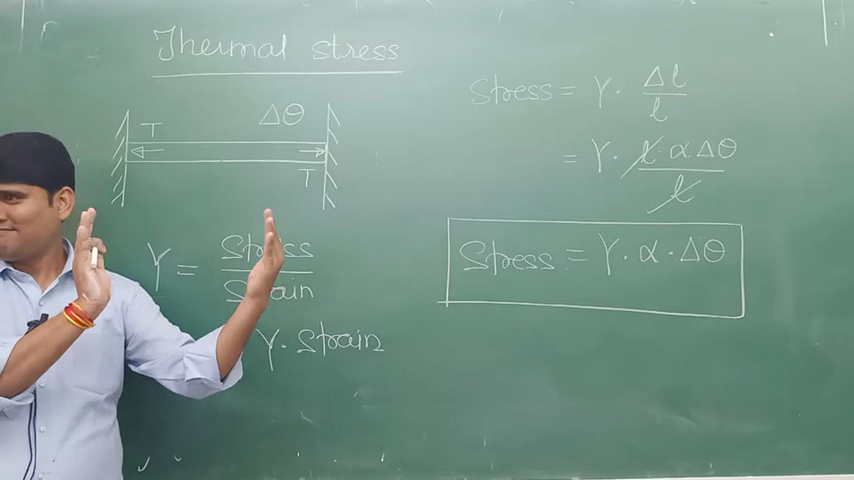 Thermal stress
T Δθ
T
Y = Stress / Strain
Y. Strain
Stress = Y. Δl / l
= Y. l. α Δθ / l
Stress = Y. α. Δθ